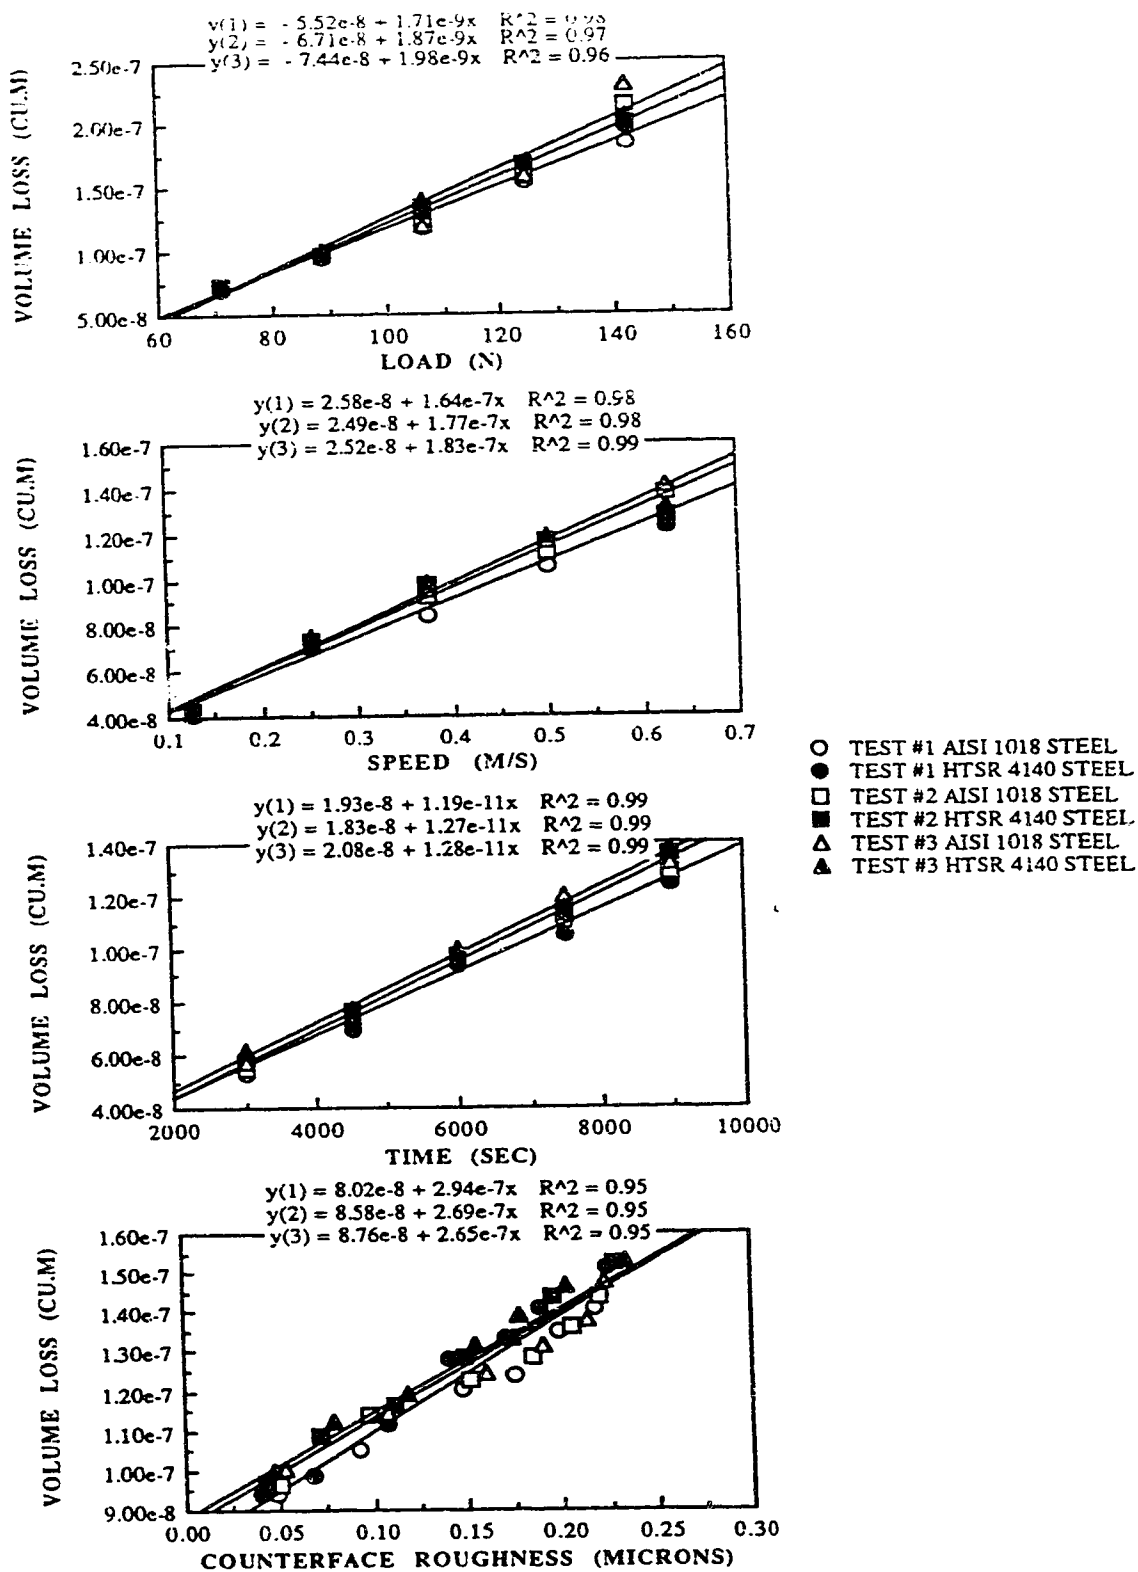 y(1) = - 5.52e-8 + 1.71e-9x R^2 = 0.98
y(2) = - 6.71e-8 + 1.87e-9x R^2 = 0.97
y(3) = - 7.44e-8 + 1.98e-9x R^2 = 0.96
2.50e-7
2.00e-7
1.50e-7
1.00e-7
5.00e-8
VOLUME LOSS (CU.M)
60 80 100 120 140 160
LOAD (N)
y(1) = 2.58e-8 + 1.64e-7x R^2 = 0.98
y(2) = 2.49e-8 + 1.77e-7x R^2 = 0.98
y(3) = 2.52e-8 + 1.83e-7x R^2 = 0.99
1.60e-7
1.40e-7
1.20e-7
1.00e-7
8.00e-8
6.00e-8
4.00e-8
VOLUME LOSS (CU.M)
0.1 0.2 0.3 0.4 0.5 0.6 0.7
SPEED (M/S)
TEST #1 AISI 1018 STEEL
TEST #1 HTSR 4140 STEEL
TEST #2 AISI 1018 STEEL
TEST #2 HTSR 4140 STEEL
TEST #3 AISI 1018 STEEL
TEST #3 HTSR 4140 STEEL
y(1) = 1.93e-8 + 1.19e-11x R^2 = 0.99
y(2) = 1.83e-8 + 1.27e-11x R^2 = 0.99
y(3) = 2.08e-8 + 1.28e-11x R^2 = 0.99
1.40e-7
1.20e-7
1.00e-7
8.00e-8
6.00e-8
4.00e-8
VOLUME LOSS (CU.M)
2000 4000 6000 8000 10000
TIME (SEC)
y(1) = 8.02e-8 + 2.94e-7x R^2 = 0.95
y(2) = 8.58e-8 + 2.69e-7x R^2 = 0.95
y(3) = 8.76e-8 + 2.65e-7x R^2 = 0.95
1.60e-7
1.50e-7
1.40e-7
1.30e-7
1.20e-7
1.10e-7
1.00e-7
9.00e-8
VOLUME LOSS (CU.M)
0.00 0.05 0.10 0.15 0.20 0.25 0.30
COUNTERFACE ROUGHNESS (MICRONS)